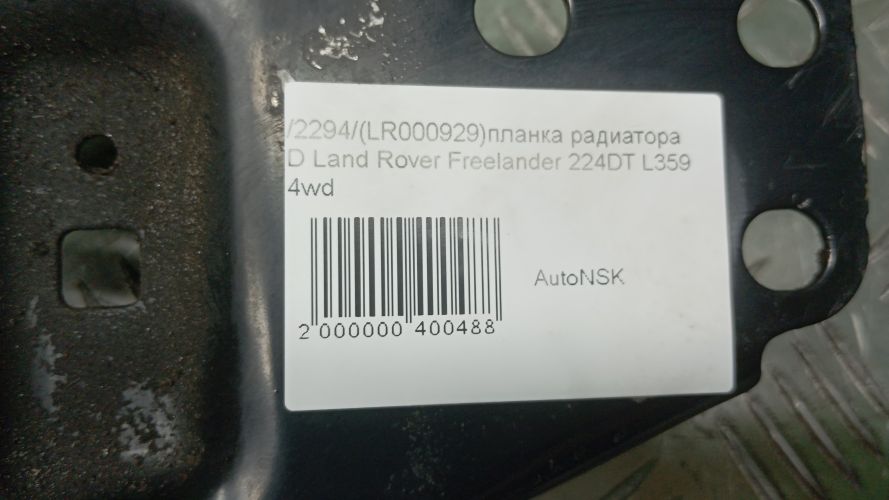 /2294/(LR000929)планка радиатора
D Land Rover Freelander 224DT L359
4wd
AutoNSK
2 000000 400488